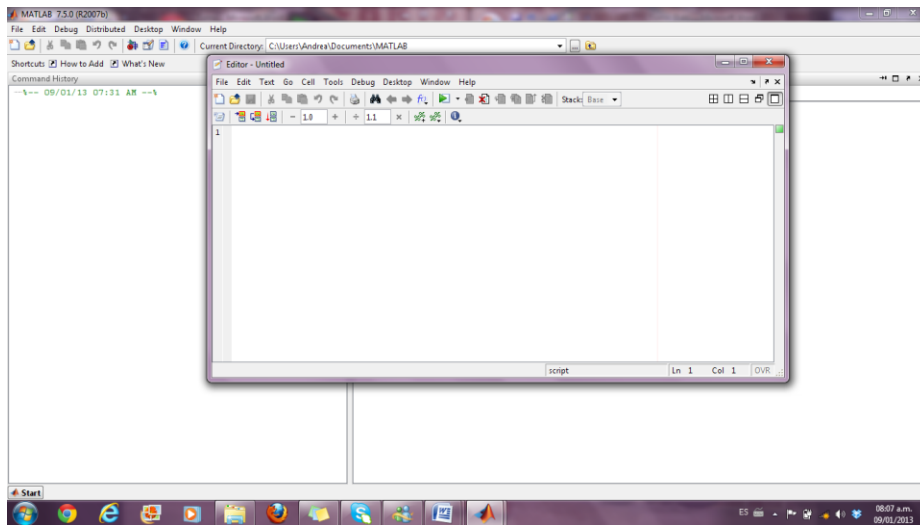 MATLAB 7.5.0 (R2007b)
File Edit Debug Distributed Desktop Window Help
Current Directory: C:\Users\Andrea\Documents\MATLAB
Shortcuts How to Add What's New
Command History
%-- 09/01/13 07:31 AM --%
Editor - Untitled
File Edit Text Go Cell Tools Debug Desktop Window Help
Stack: Base
1.0 1.1
1
script Ln 1 Col 1 OVR
Start
ES 08:07 a.m.
09/01/2013